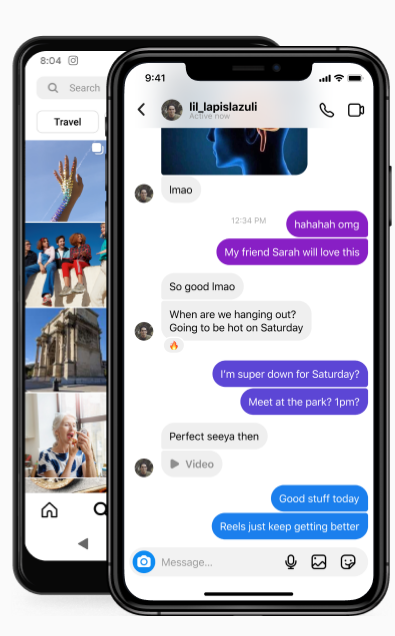 8:04
Search
Travel
9:41
lil_lapislazuli
Active now
lmao
12:34 PM
hahahah omg
My friend Sarah will love this
So good lmao
When are we hanging out?
Going to be hot on Saturday
I'm super down for Saturday?
Meet at the park? 1pm?
Perfect seeya then
Video
Good stuff today
Reels just keep getting better
Message...